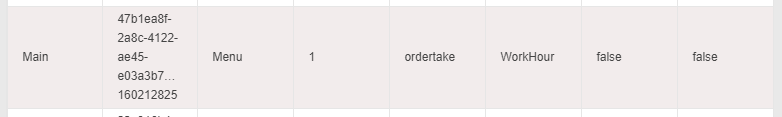 Main
47b1ea8f-
2a8c-4122-
ae45-
e03a3b7...
160212825
Menu
1
ordertake
WorkHour
false
false